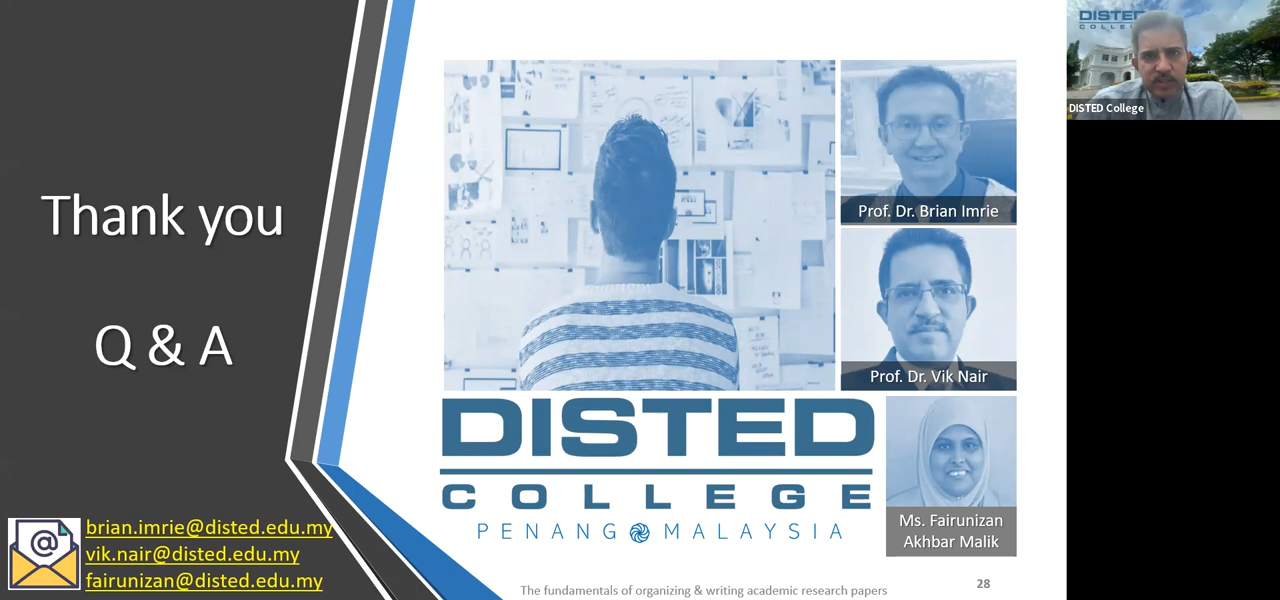 Thank you
Q & A
brian.imrie@disted.edu.my
vik.nair@disted.edu.my
fairunizan@disted.edu.my
@
Prof. Dr. Brian Imrie
Prof. Dr. Vik Nair
Ms. Fairunizan
Akhbar Malik
DISTED
COLLEGE
PENANG MALAYSIA
The fundamentals of organizing & writing academic research papers
28
DISTED
COLLEGE
DISTED College